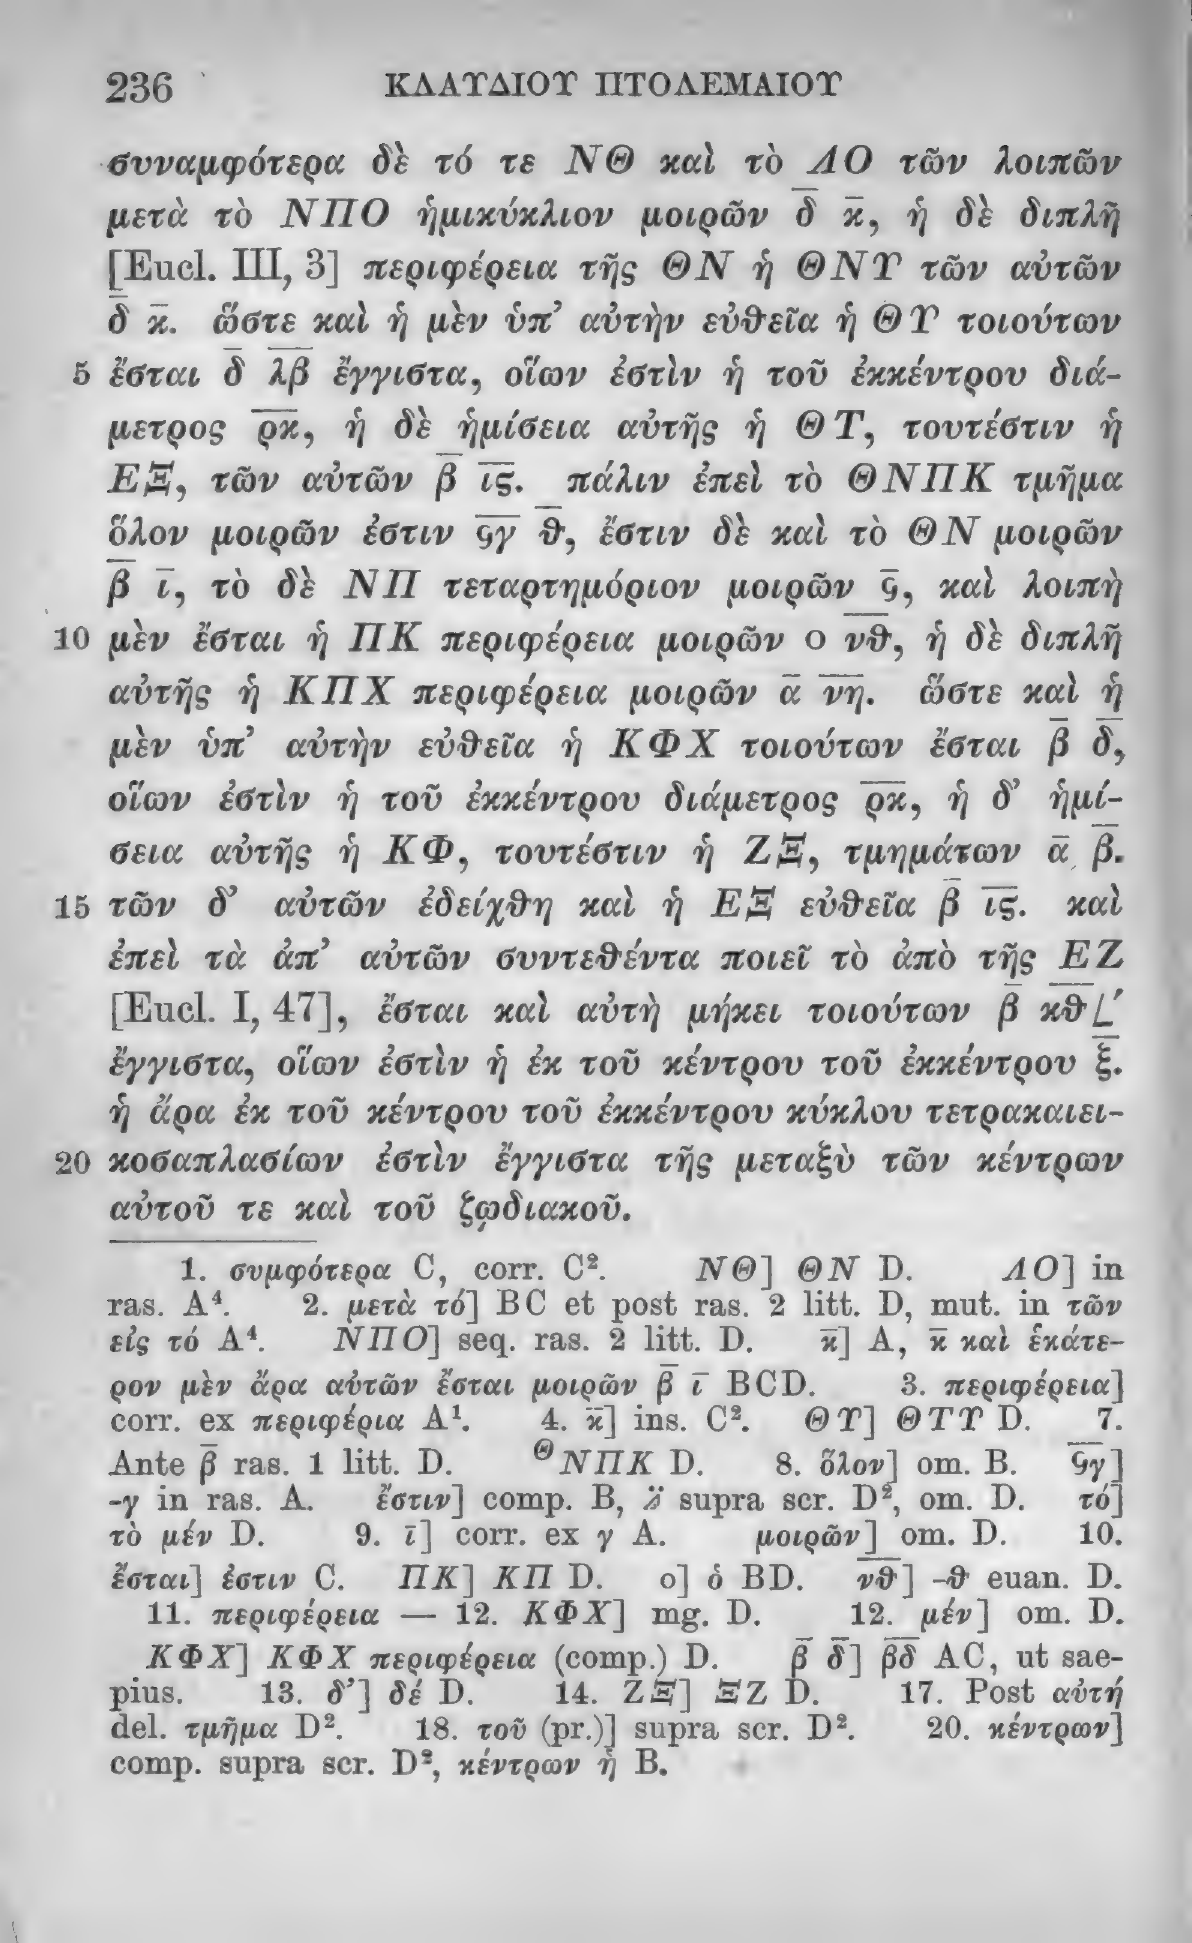 236 ΚΛΑΥΔΙΟΥ ΠΤΟΛΕΜΑΙΟΥ
συναμφότερα δὲ τό τε ΝΘ καὶ τὸ ΛΟ τῶν λοιπῶν
μετὰ τὸ ΝΠΟ ἡμικύκλιον μοιρῶν δ̄ κ̄, ἡ δὲ διπλῆ
[Eucl. III, 3] περιφέρεια τῆς ΘΝ ἡ ΘΝΥ τῶν αὐτῶν
δ̄ κ̄. ὥστε καὶ ἡ μὲν ὑπ’ αὐτὴν εὐθεῖα ἡ ΘΥ τοιούτων
5 ἔσται δ̄ λ̄β̄ ἔγγιστα, οἵων ἐστὶν ἡ τοῦ ἐκκέντρου διά-
μετρος ρ̄κ̄, ἡ δὲ ἡμίσεια αὐτῆς ἡ ΘΤ, τουτέστιν ἡ
ΕΞ, τῶν αὐτῶν β̄ ῑϛ̄. πάλιν ἐπεὶ τὸ ΘΝΠΚ τμῆμα
ὅλον μοιρῶν ἐστιν ϟ̄γ̄ θ̄, ἔστιν δὲ καὶ τὸ ΘΝ μοιρῶν
β̄ ῑ, τὸ δὲ ΝΠ τεταρτημόριον μοιρῶν ϟ̄, καὶ λοιπὴ
10 μὲν ἔσται ἡ ΠΚ περιφέρεια μοιρῶν ο ν̄θ̄, ἡ δὲ διπλῆ
αὐτῆς ἡ ΚΠΧ περιφέρεια μοιρῶν ᾱ ν̄η̄. ὥστε καὶ ἡ
μὲν ὑπ’ αὐτὴν εὐθεῖα ἡ ΚΦΧ τοιούτων ἔσται β̄ δ̄,
οἵων ἐστὶν ἡ τοῦ ἐκκέντρου διάμετρος ρ̄κ̄, ἡ δ’ ἡμί-
σεια αὐτῆς ἡ ΚΦ, τουτέστιν ἡ ΖΞ, τμημάτων ᾱ β̄.
15 τῶν δ’ αὐτῶν ἐδείχθη καὶ ἡ ΕΞ εὐθεῖα β̄ ῑϛ̄. καὶ
ἐπεὶ τὰ ἀπ’ αὐτῶν συντεθέντα ποιεῖ τὸ ἀπὸ τῆς ΕΖ
[Eucl. I, 47], ἔσται καὶ αὐτὴ μήκει τοιούτων β̄ κ̄θ̄ 𐅵′
ἔγγιστα, οἵων ἐστὶν ἡ ἐκ τοῦ κέντρου τοῦ ἐκκέντρου ξ̄.
ἡ ἄρα ἐκ τοῦ κέντρου τοῦ ἐκκέντρου κύκλου τετρακαιει-
20 κοσαπλασίων ἐστὶν ἔγγιστα τῆς μεταξὺ τῶν κέντρων
αὐτοῦ τε καὶ τοῦ ζῳδιακοῦ.
1. συμφότερα C, corr. C². ΝΘ] ΘΝ D. ΛΟ] in
ras. A⁴. 2. μετὰ τό] BC et post ras. 2 litt. D, mut. in τῶν
εἰς τό A⁴. ΝΠΟ] seq. ras. 2 litt. D. κ̄] A, κ̄ καὶ ἑκάτε-
ρον μὲν ἄρα αὐτῶν ἔσται μοιρῶν β̄ ῑ BCD. 3. περιφέρεια]
corr. ex περιφέρια A¹. 4. κ̄] ins. C². ΘΥ] ΘΤΥ D. 7.
Ante β̄ ras. 1 litt. D. ᶿΝΠΚ D. 8. ὅλον] om. B. ϟ̄γ̄]
-γ in ras. A. ἔστιν] comp. B, supra scr. D², om. D. τό]
τὸ μέν D. 9. ῑ] corr. ex γ A. μοιρῶν] om. D. 10.
ἔσται] ἐστιν C. ΠΚ] ΚΠ D. ο] ὁ BD. ν̄θ̄] -θ euan. D.
11. περιφέρεια — 12. ΚΦΧ] mg. D. 12. μέν] om. D.
ΚΦΧ] ΚΦΧ περιφέρεια (comp.) D. β̄ δ̄] β̄δ̄ AC, ut sae-
pius. 13. δ’] δέ D. 14. ΖΞ] ΞΖ D. 17. Post αὐτή
del. τμῆμα D². 18. τοῦ (pr.)] supra scr. D². 20. κέντρων]
comp. supra scr. D², κέντρων ἡ B.